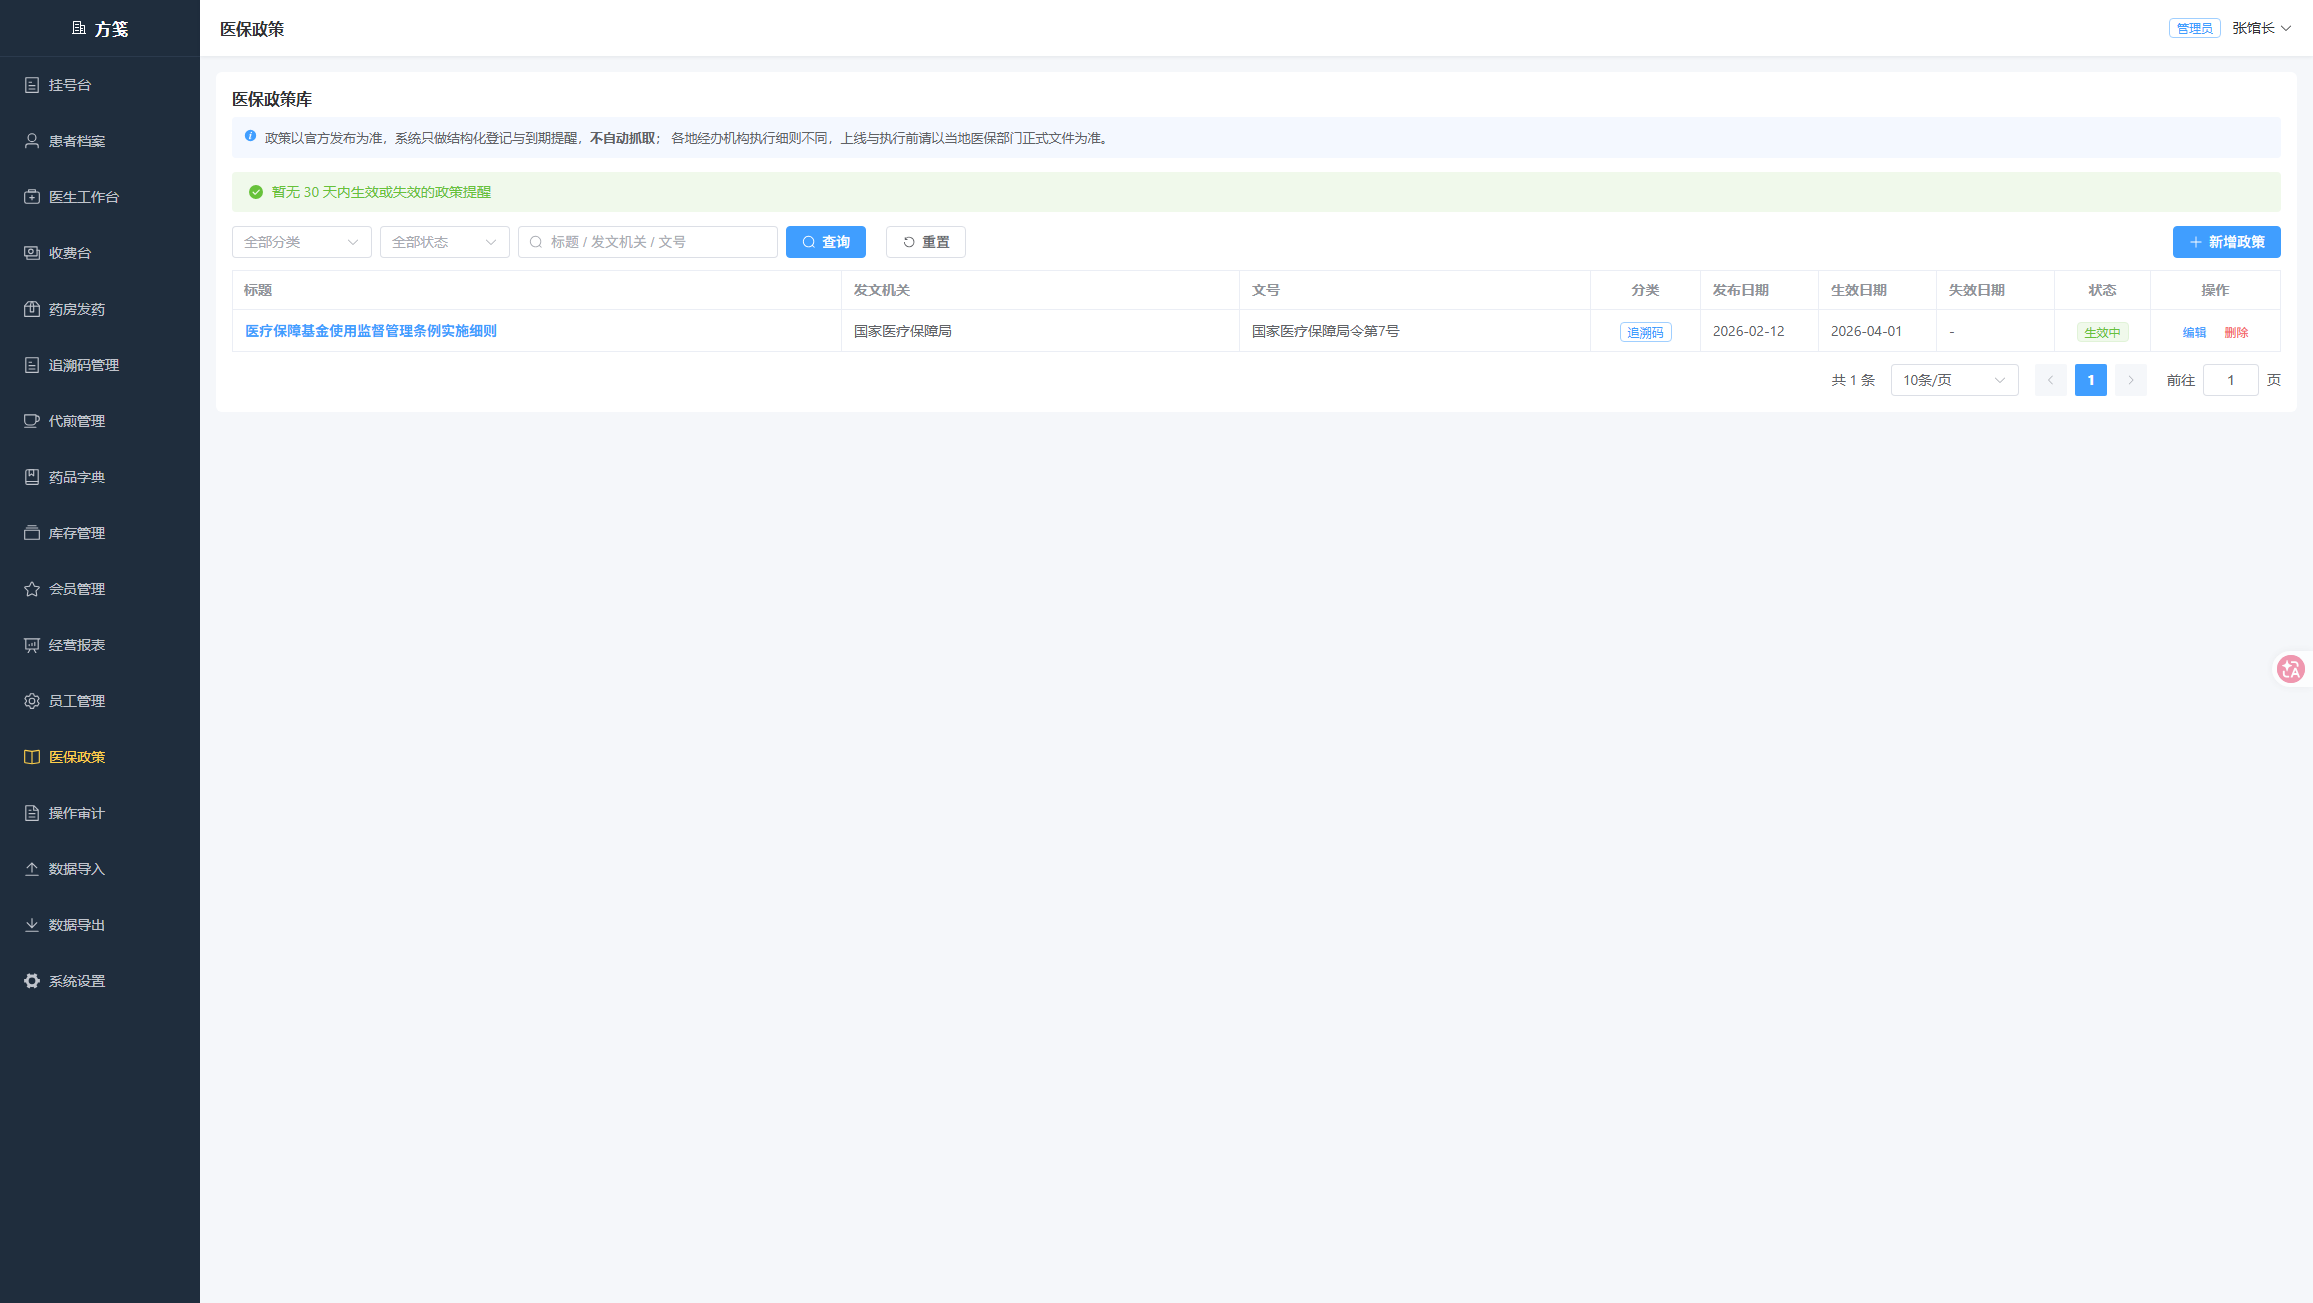 方笺
医保政策
管理员 张馆长
挂号台
患者档案
医生工作台
收费台
药房发药
追溯码管理
代煎管理
药品字典
库存管理
会员管理
经营报表
员工管理
医保政策
操作审计
数据导入
数据导出
系统设置
医保政策库
政策以官方发布为准，系统只做结构化登记与到期提醒，不自动抓取； 各地经办机构执行细则不同，上线与执行前请以当地医保部门正式文件为准。
暂无 30 天内生效或失效的政策提醒
全部分类 全部状态 标题 / 发文机关 / 文号 查询 重置 新增政策
标题 发文机关 文号 分类 发布日期 生效日期 失效日期 状态 操作
医疗保障基金使用监督管理条例实施细则 国家医疗保障局 国家医疗保障局令第7号 追溯码 2026-02-12 2026-04-01 - 生效中 编辑 删除
共 1 条 10条/页 1 前往 1 页